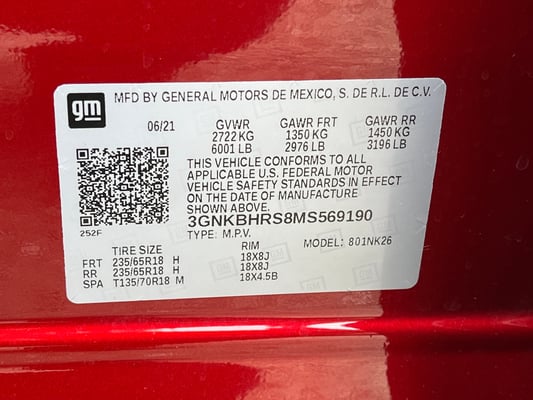 gm
MFD BY GENERAL MOTORS DE MEXICO, S. DE R.L. DE C.V.
06/21 GVWR GAWR FRT GAWR RR
2722 KG 1350 KG 1450 KG
6001 LB 2976 LB 3196 LB
THIS VEHICLE CONFORMS TO ALL
APPLICABLE U.S. FEDERAL MOTOR
VEHICLE SAFETY STANDARDS IN EFFECT
ON THE DATE OF MANUFACTURE
SHOWN ABOVE.
3GNKBHRS8MS569190
252F TYPE: M.P.V. MODEL: 801NK26
TIRE SIZE RIM
FRT 235/65R18 H 18X8J
RR 235/65R18 H 18X8J
SPA T135/70R18 M 18X4.5B